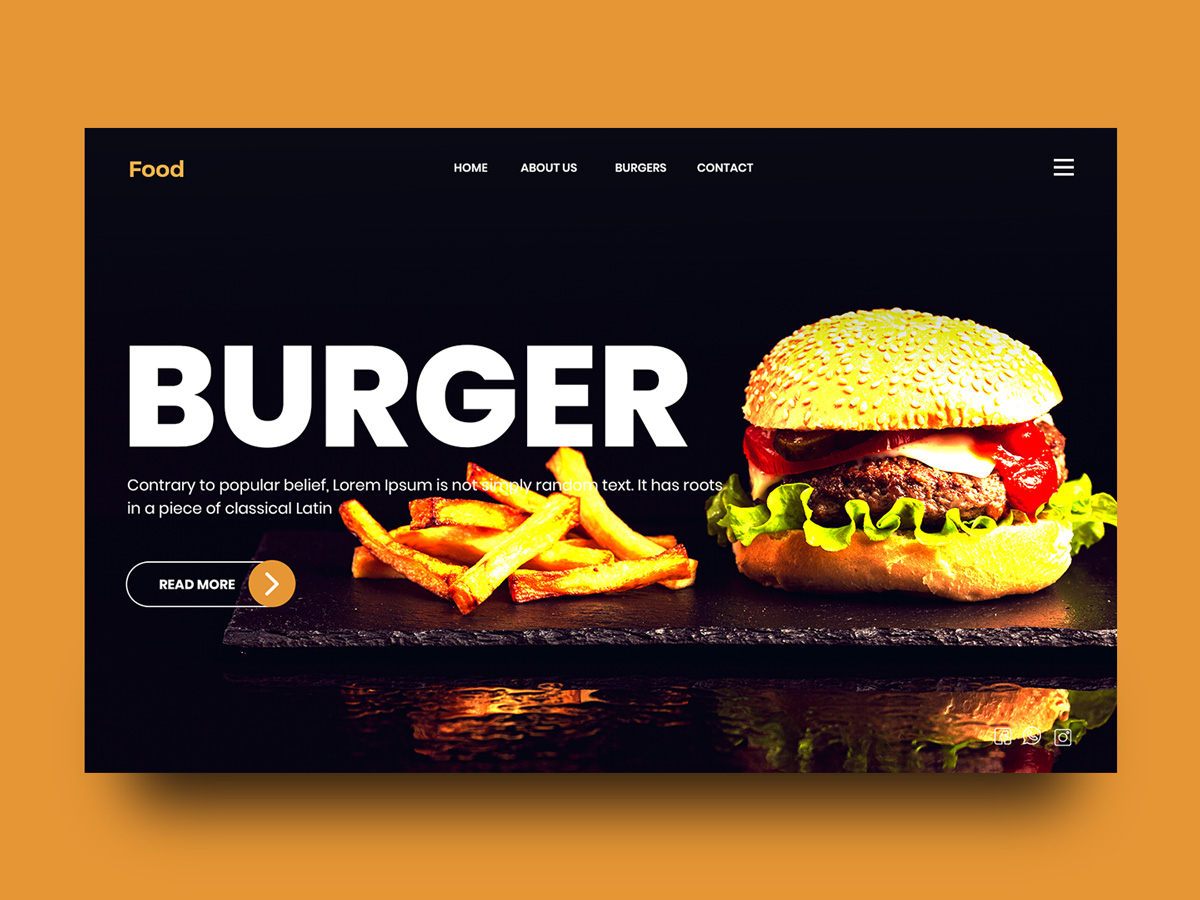 Food
HOME ABOUT US BURGERS CONTACT
BURGER
Contrary to popular belief, Lorem Ipsum is not simply random text. It has roots
in a piece of classical Latin
READ MORE